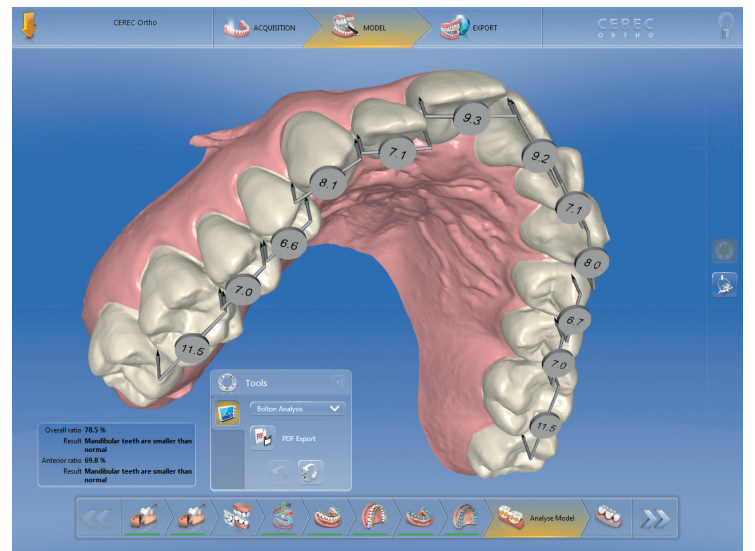 CEREC Ortho
ACQUISITION
MODEL
EXPORT
CEREC
ORTHO
9.3
7.1
9.2
8.1
7.1
6.6
8.0
7.0
6.7
11.5
7.0
11.5
Tools
Bolton Analysis
PDF Export
Overall ratio 78.5 %
Result Mandibular teeth are smaller than
normal
Anterior ratio 69.8 %
Result Mandibular teeth are smaller than
normal
Analyse Model